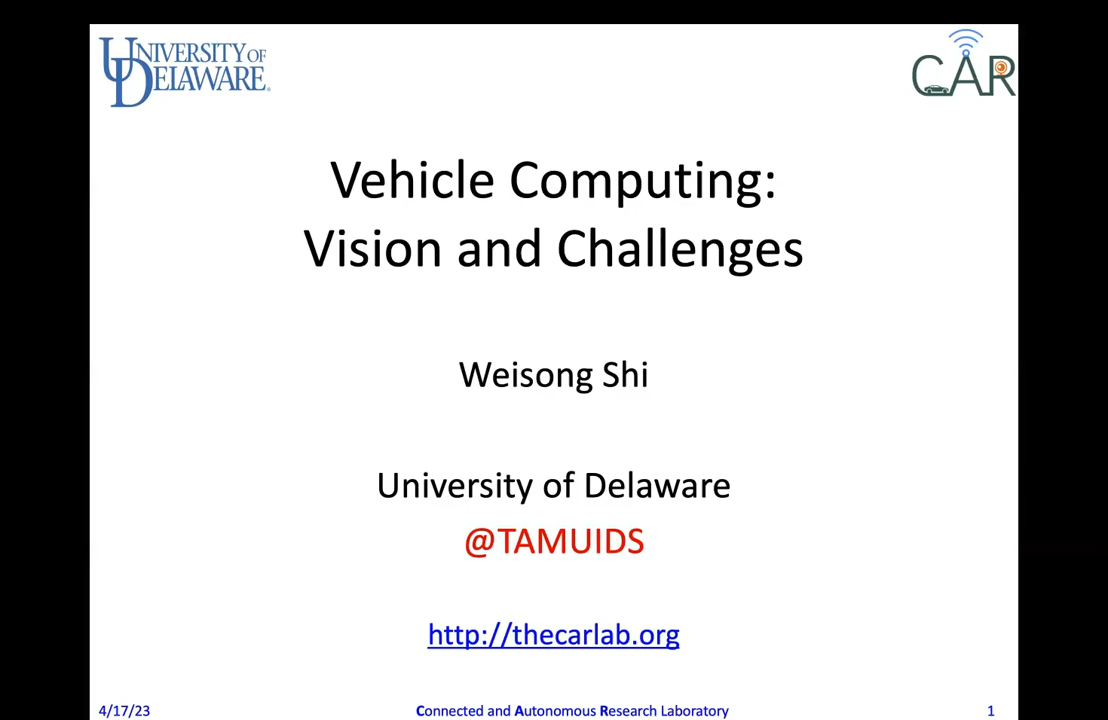 UNIVERSITY OF
DELAWARE
CAR
Vehicle Computing:
Vision and Challenges
Weisong Shi
University of Delaware
@TAMUIDS
http://thecarlab.org
4/17/23
Connected and Autonomous Research Laboratory
1